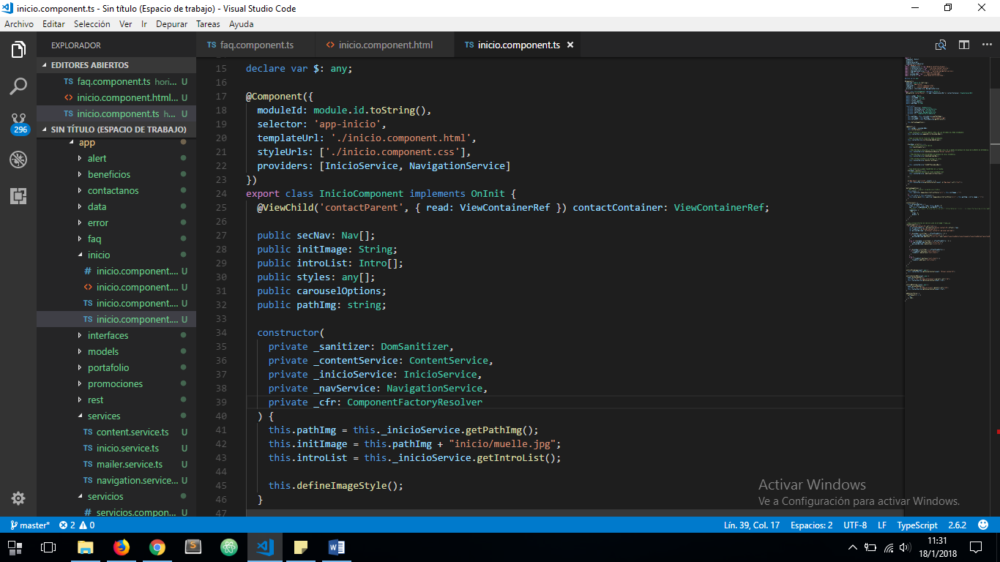 inicio.component.ts - Sin título (Espacio de trabajo) - Visual Studio Code
Archivo Editar Selección Ver Ir Depurar Tareas Ayuda
EXPLORADOR
EDITORES ABIERTOS
TS faq.component.ts hori... U
<> inicio.component.html... U
TS inicio.component.ts h... U
296
SIN TÍTULO (ESPACIO DE TRABAJO)
app
alert
beneficios
contactanos
data
error
faq
inicio
# inicio.component.... U
<> inicio.component.... U
TS inicio.component.... U
TS inicio.component.... U
interfaces
models
portafolio
promociones
rest
services
TS content.service.ts U
TS inicio.service.ts U
TS mailer.service.ts U
TS navigation.service... U
servicios
# servicios.compon... U
TS faq.component.ts
<> inicio.component.html
TS inicio.component.ts ×
15 declare var $: any;
16
17 @Component({
18 moduleId: module.id.toString(),
19 selector: 'app-inicio',
20 templateUrl: './inicio.component.html',
21 styleUrls: ['./inicio.component.css'],
22 providers: [InicioService, NavigationService]
23 })
24 export class InicioComponent implements OnInit {
25 @ViewChild('contactParent', { read: ViewContainerRef }) contactContainer: ViewContainerRef;
26
27 public secNav: Nav[];
28 public initImage: String;
29 public introList: Intro[];
30 public styles: any[];
31 public carouselOptions;
32 public pathImg: string;
33
34 constructor(
35 private _sanitizer: DomSanitizer,
36 private _contentService: ContentService,
37 private _inicioService: InicioService,
38 private _navService: NavigationService,
39 private _cfr: ComponentFactoryResolver
40 ) {
41 this.pathImg = this._inicioService.getPathImg();
42 this.initImage = this.pathImg + "inicio/muelle.jpg";
43 this.introList = this._inicioService.getIntroList();
44
45 this.defineImageStyle();
46 }
47
Activar Windows
Ve a Configuración para activar Windows.
master* 2 0
Lín. 39, Col. 17 Espacios: 2 UTF-8 LF TypeScript 2.6.2
11:31
18/1/2018